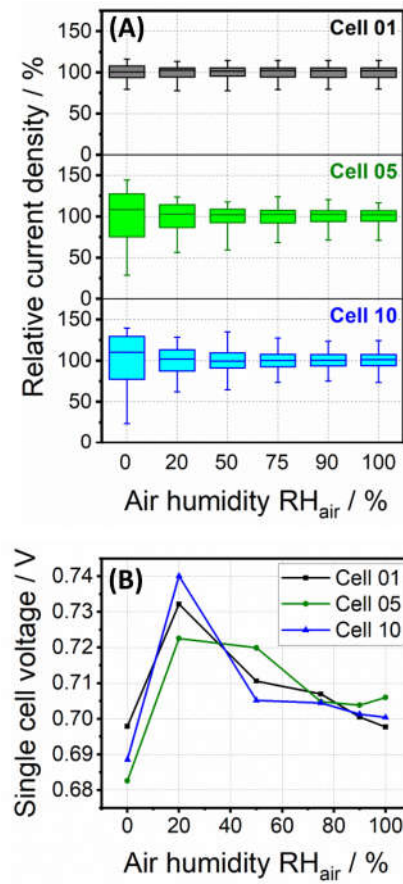 (A)
Cell 01
150
100
50
0
Cell 05
150
100
50
0
Cell 10
150
100
50
0
Relative current density / %
0 20 50 75 90 100
Air humidity RHair / %
(B)
Cell 01
Cell 05
Cell 10
0.74
0.73
0.72
0.71
0.70
0.69
0.68
Single cell voltage / V
0 20 40 60 80 100
Air humidity RHair / %